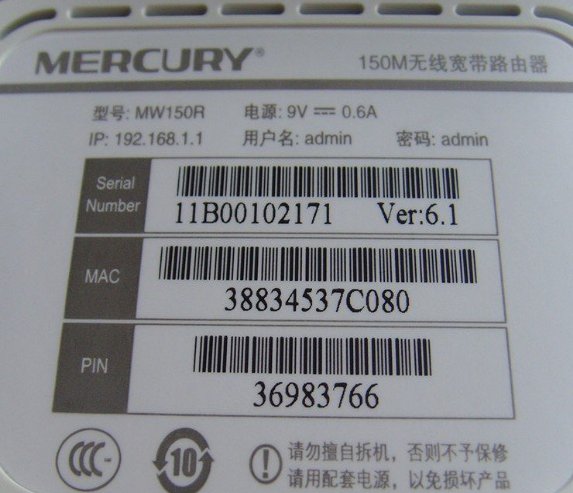 MERCURY® 150M无线宽带路由器
型号: MW150R 电源: 9V ⎓ 0.6A
IP: 192.168.1.1 用户名: admin 密码: admin
Serial
Number
11B00102171 Ver:6.1
MAC
38834537C080
PIN
36983766
CCC 10
请勿擅自拆机，否则不予保修
请用配套电源，以免损坏产品